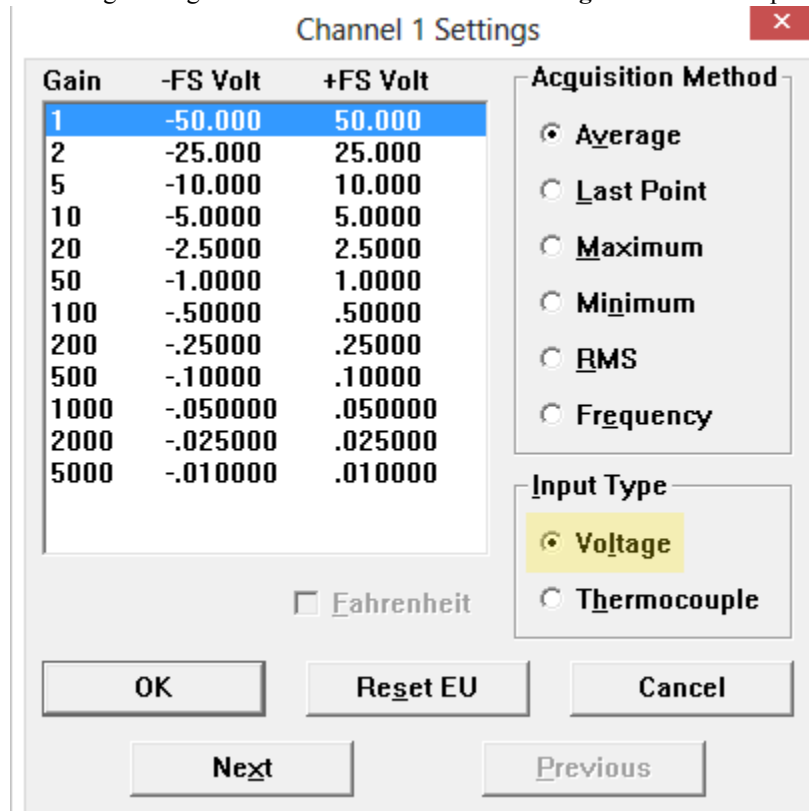 Channel 1 Settings
×
Gain -FS Volt +FS Volt
1 -50.000 50.000
2 -25.000 25.000
5 -10.000 10.000
10 -5.0000 5.0000
20 -2.5000 2.5000
50 -1.0000 1.0000
100 -.50000 .50000
200 -.25000 .25000
500 -.10000 .10000
1000 -.050000 .050000
2000 -.025000 .025000
5000 -.010000 .010000
Fahrenheit
Acquisition Method
Average
Last Point
Maximum
Minimum
RMS
Frequency
Input Type
Voltage
Thermocouple
OK Reset EU Cancel
Next Previous